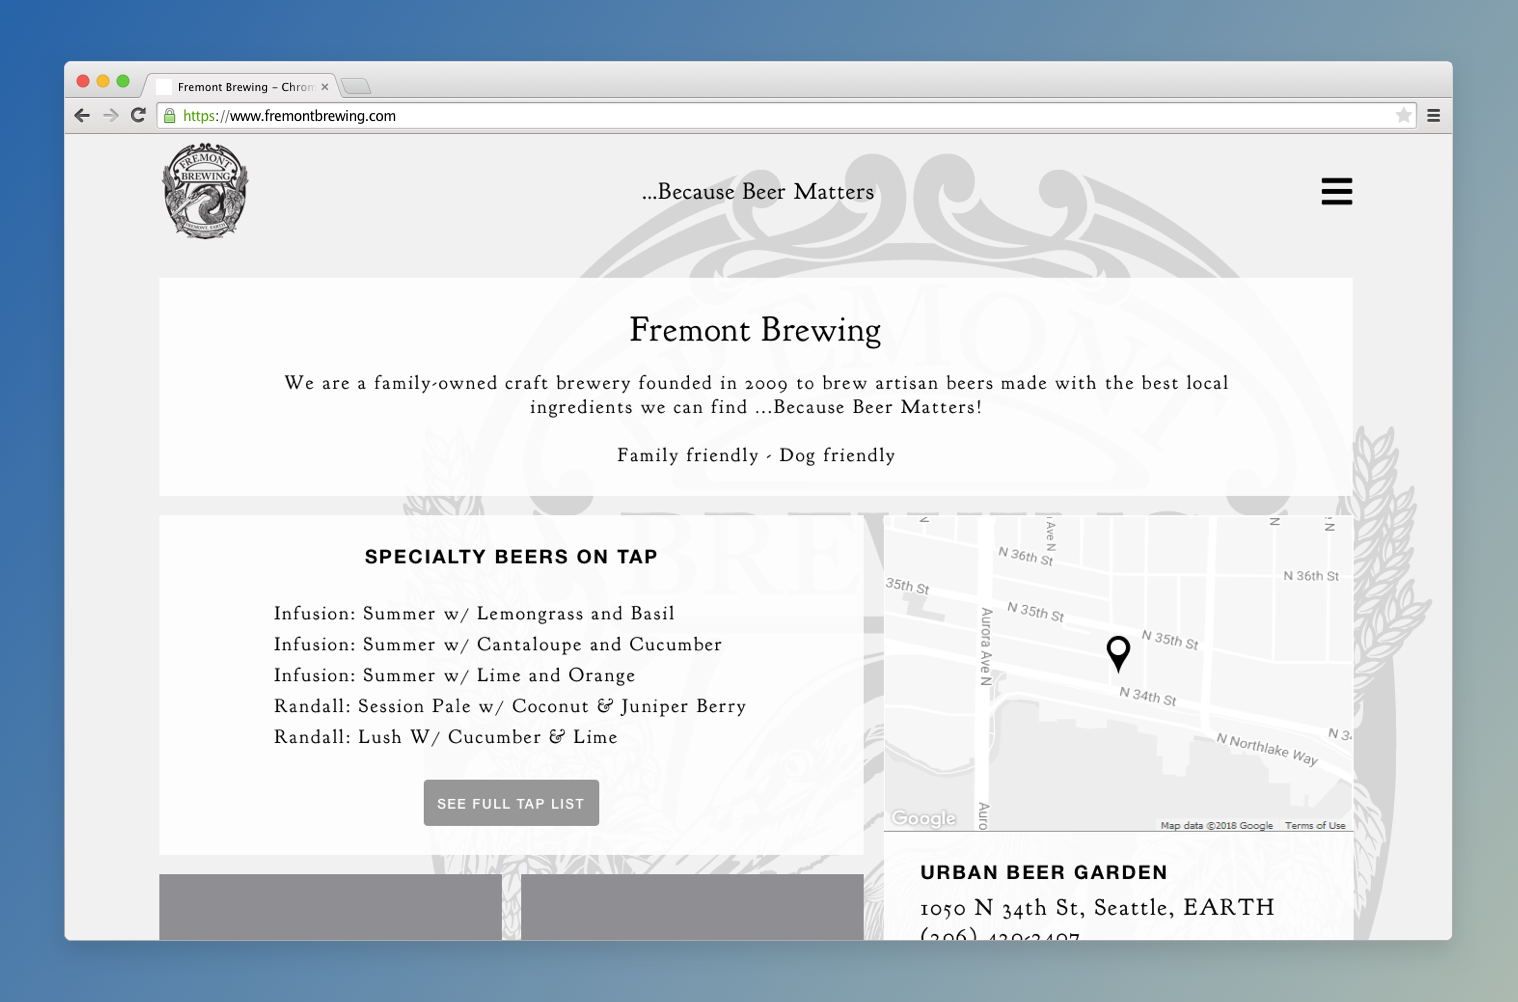 Fremont Brewing – Chrom
https://www.fremontbrewing.com
FREMONT
BREWING
FREMONT, EARTH
...Because Beer Matters
FREMONT
BREWING
Fremont Brewing
We are a family-owned craft brewery founded in 2009 to brew artisan beers made with the best local
ingredients we can find ...Because Beer Matters!
Family friendly - Dog friendly
SPECIALTY BEERS ON TAP
Infusion: Summer w/ Lemongrass and Basil
Infusion: Summer w/ Cantaloupe and Cucumber
Infusion: Summer w/ Lime and Orange
Randall: Session Pale w/ Coconut & Juniper Berry
Randall: Lush W/ Cucumber & Lime
SEE FULL TAP LIST
N
Ave N
N
N
N 36th St
N 36th St
35th St
N 35th St
N 35th St
Aurora Ave N
N 34th St
N 34
N Northlake Way
Auro
Google
Map data ©2018 Google
Terms of Use
URBAN BEER GARDEN
1050 N 34th St, Seattle, EARTH